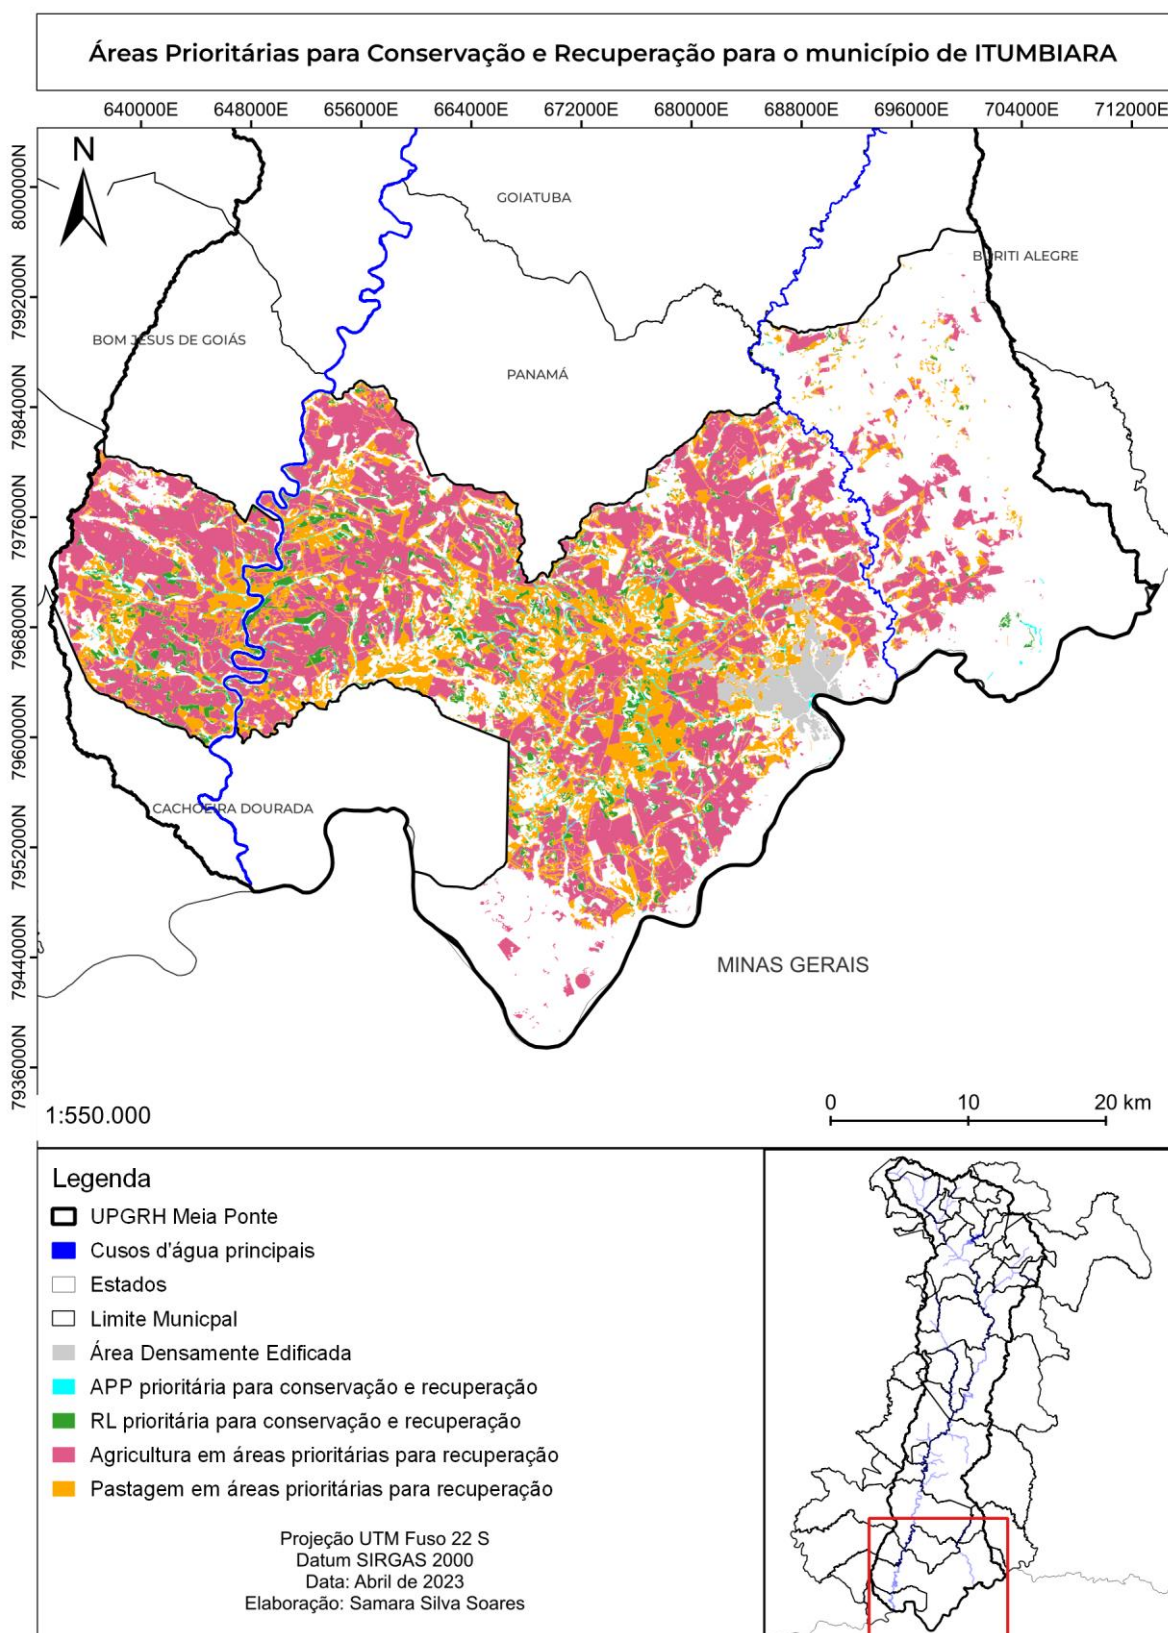 Áreas Prioritárias para Conservação e Recuperação para o município de ITUMBIARA
640000E 648000E 656000E 664000E 672000E 680000E 688000E 696000E 704000E 712000E
N
8000000N
7992000N
7984000N
7976000N
7968000N
7960000N
7952000N
7944000N
7936000N
GOIATUBA
BURITI ALEGRE
BOM JESUS DE GOIÁS
PANAMÁ
CACHOEIRA DOURADA
MINAS GERAIS
1:550.000
0 10 20 km
Legenda
UPGRH Meia Ponte
Cusos d'água principais
Estados
Limite Municpal
Área Densamente Edificada
APP prioritária para conservação e recuperação
RL prioritária para conservação e recuperação
Agricultura em áreas prioritárias para recuperação
Pastagem em áreas prioritárias para recuperação
Projeção UTM Fuso 22 S
Datum SIRGAS 2000
Data: Abril de 2023
Elaboração: Samara Silva Soares